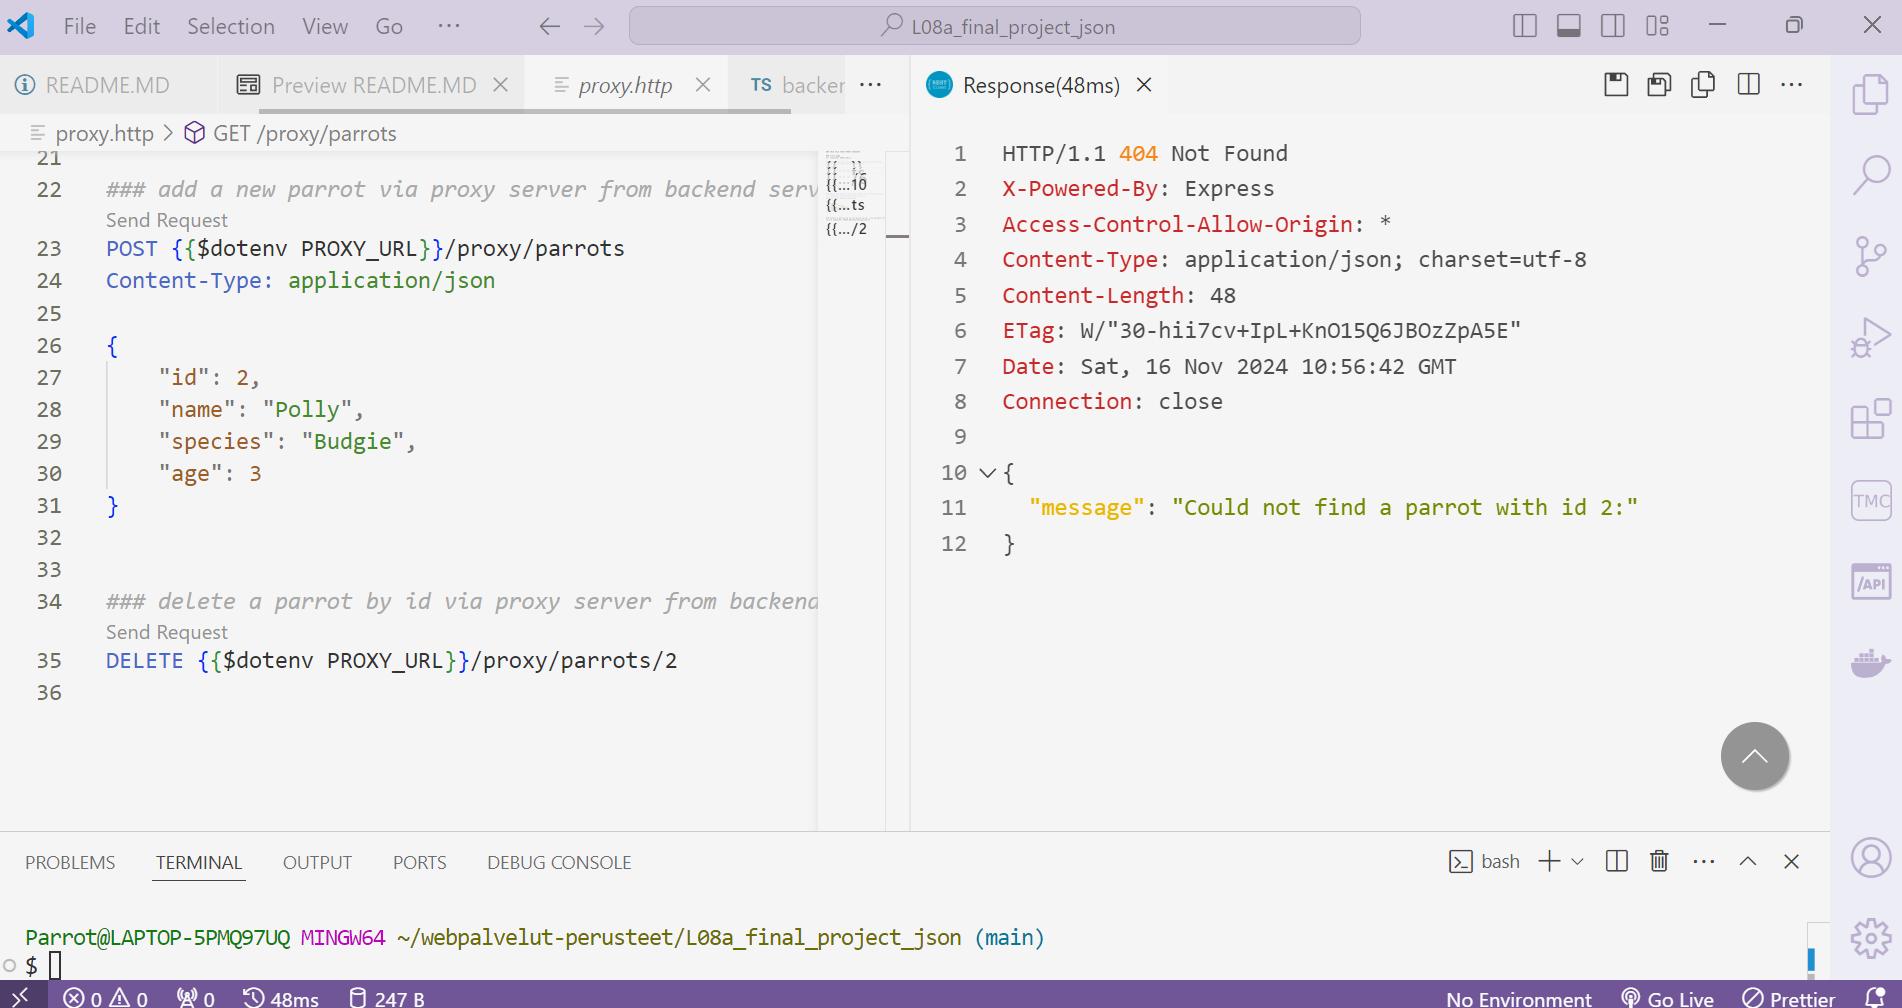 File Edit Selection View Go ...
L08a_final_project_json
README.MD
Preview README.MD
proxy.http
TS backer
...
Response(48ms)
proxy.http > GET /proxy/parrots
21
22 ### add a new parrot via proxy server from backend serv
Send Request
23 POST {{$dotenv PROXY_URL}}/proxy/parrots
24 Content-Type: application/json
25
26 {
27 "id": 2,
28 "name": "Polly",
29 "species": "Budgie",
30 "age": 3
31 }
32
33
34 ### delete a parrot by id via proxy server from backend
Send Request
35 DELETE {{$dotenv PROXY_URL}}/proxy/parrots/2
36
{{...10
{{...ts
{{.../2
1 HTTP/1.1 404 Not Found
2 X-Powered-By: Express
3 Access-Control-Allow-Origin: *
4 Content-Type: application/json; charset=utf-8
5 Content-Length: 48
6 ETag: W/"30-hii7cv+IpL+KnO15Q6JBOzZpA5E"
7 Date: Sat, 16 Nov 2024 10:56:42 GMT
8 Connection: close
9
10 {
11 "message": "Could not find a parrot with id 2:"
12 }
TMC
/API
PROBLEMS TERMINAL OUTPUT PORTS DEBUG CONSOLE
bash
Parrot@LAPTOP-5PMQ97UQ MINGW64 ~/webpalvelut-perusteet/L08a_final_project_json (main)
$
0 0 0 48ms 247 B
No Environment Go Live Prettier